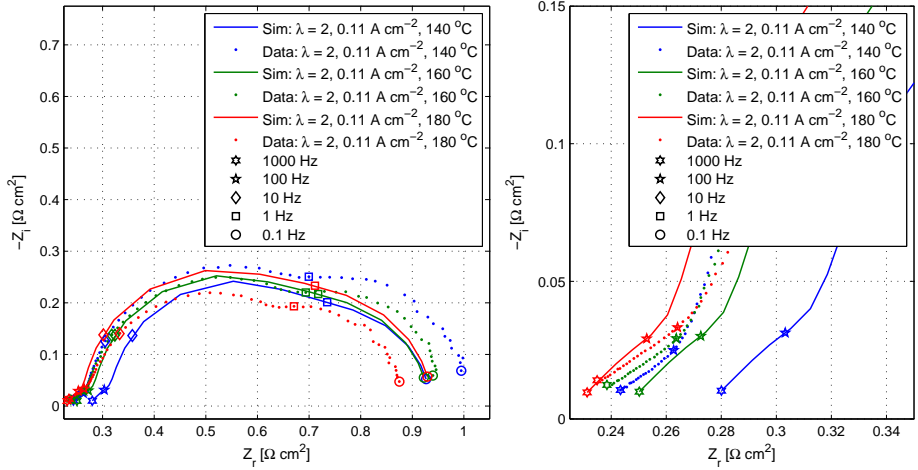 Sim: λ = 2, 0.11 A cm⁻², 140 °C
Data: λ = 2, 0.11 A cm⁻², 140 °C
Sim: λ = 2, 0.11 A cm⁻², 160 °C
Data: λ = 2, 0.11 A cm⁻², 160 °C
Sim: λ = 2, 0.11 A cm⁻², 180 °C
Data: λ = 2, 0.11 A cm⁻², 180 °C
1000 Hz
100 Hz
10 Hz
1 Hz
0.1 Hz
0.7
0.6
0.5
0.4
0.3
0.2
0.1
0
-Zᵢ [Ω cm²]
0.3 0.4 0.5 0.6 0.7 0.8 0.9 1
Zᵣ [Ω cm²]
Sim: λ = 2, 0.11 A cm⁻², 140 °C
Data: λ = 2, 0.11 A cm⁻², 140 °C
Sim: λ = 2, 0.11 A cm⁻², 160 °C
Data: λ = 2, 0.11 A cm⁻², 160 °C
Sim: λ = 2, 0.11 A cm⁻², 180 °C
Data: λ = 2, 0.11 A cm⁻², 180 °C
1000 Hz
100 Hz
10 Hz
1 Hz
0.1 Hz
0.15
0.1
0.05
0
-Zᵢ [Ω cm²]
0.24 0.26 0.28 0.3 0.32 0.34
Zᵣ [Ω cm²]